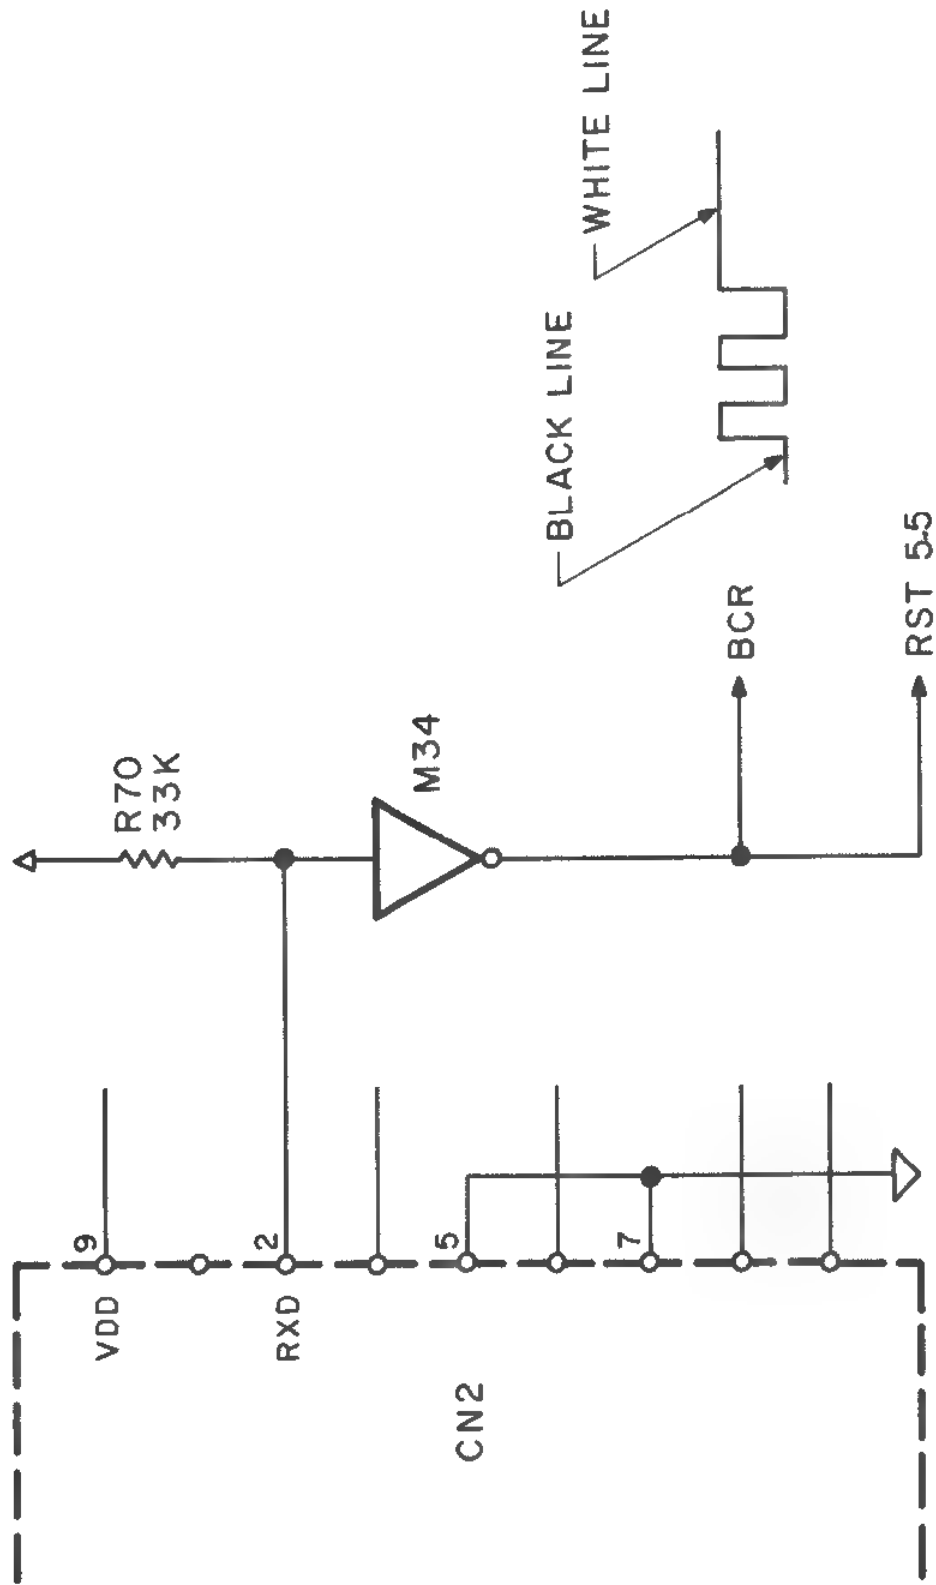 VDD
9
RXD
2
CN2
5
7
R70
33K
M34
BCR
RST 5.5
BLACK LINE
WHITE LINE